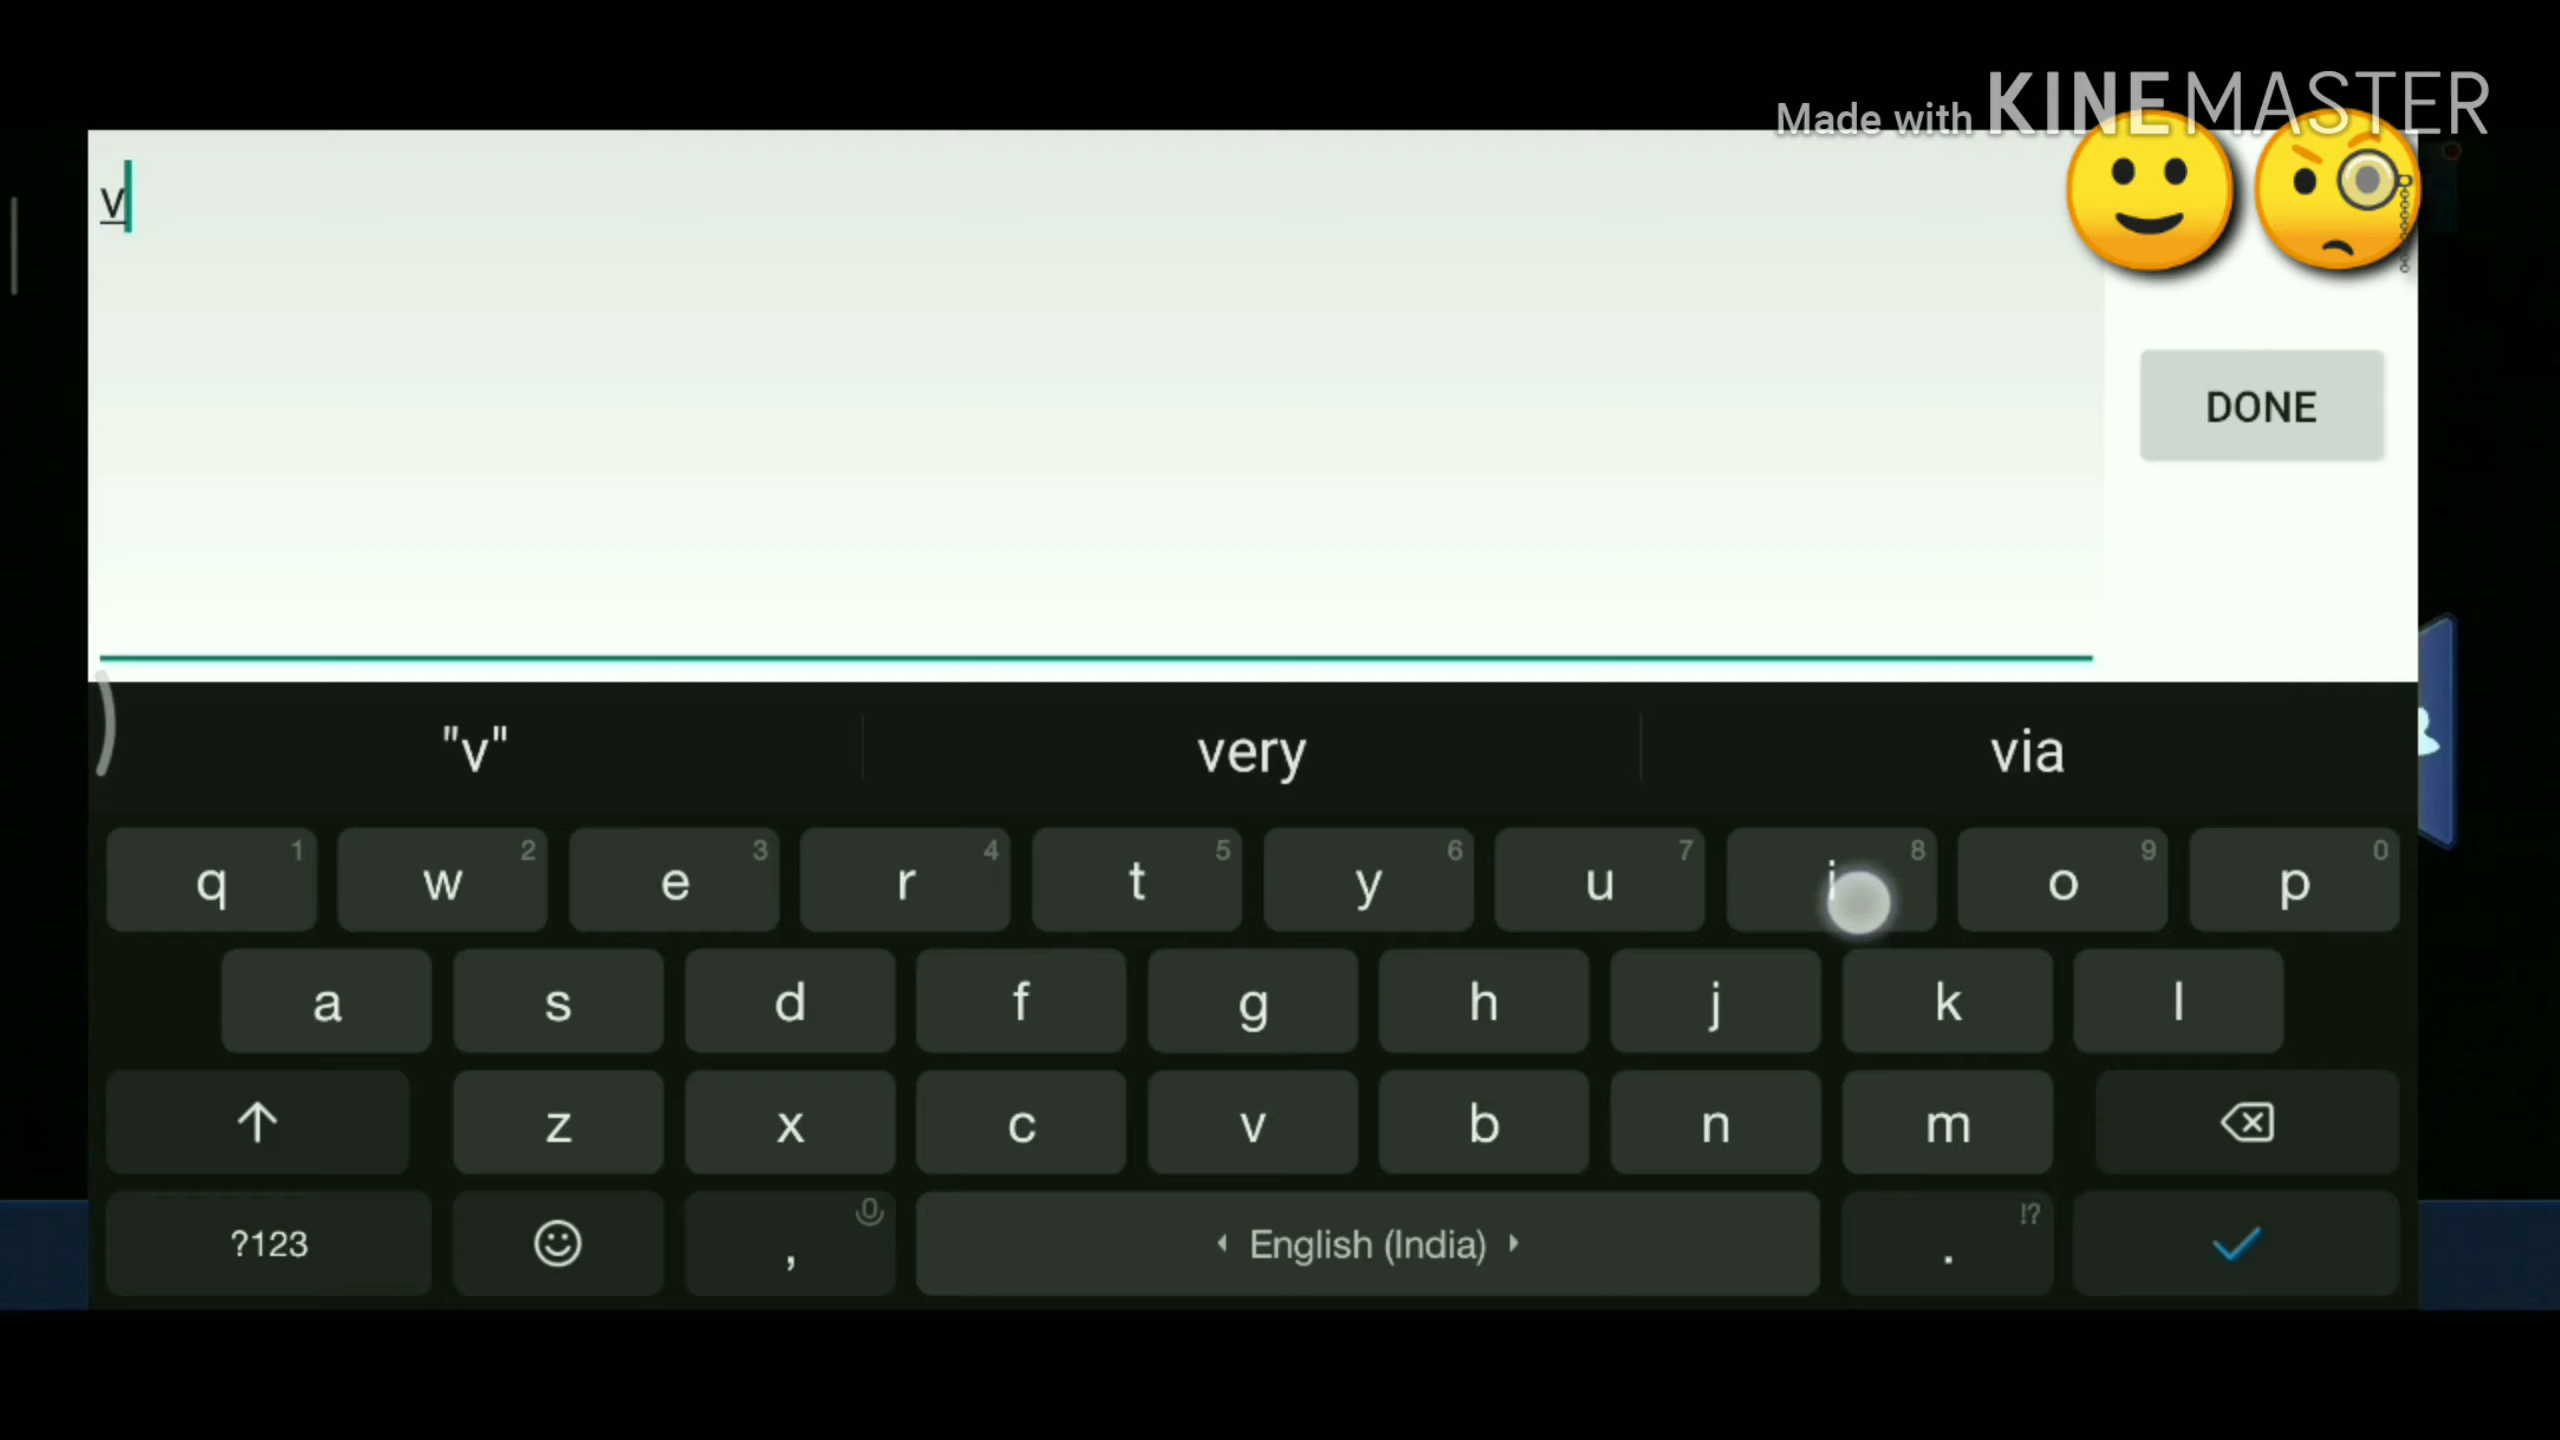 Made with KINEMASTER
v
DONE
"v" very via
q 1 w 2 e 3 r 4 t 5 y 6 u 7 i 8 o 9 p 0
a s d f g h j k l
z x c v b n m
?123 , English (India) . !?